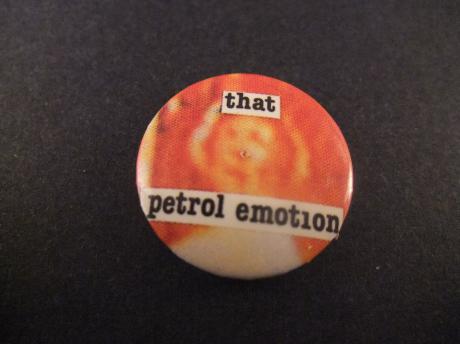 that
petrol emotion